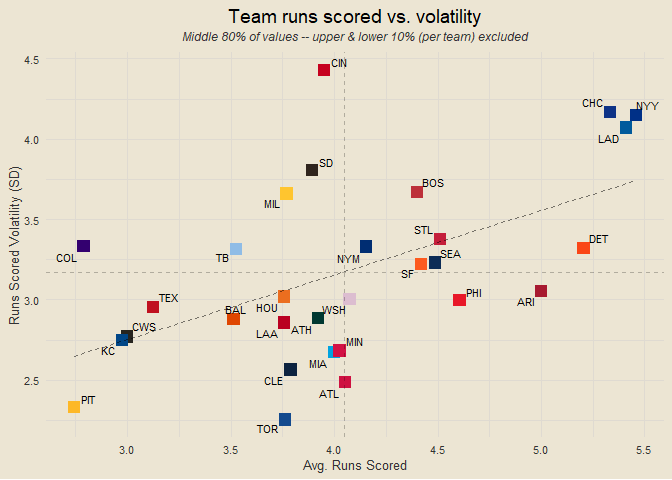 Team runs scored vs. volatility
Middle 80% of values -- upper & lower 10% (per team) excluded
4.5
CIN
CHC
NYY
4.0
LAD
SD
BOS
MIL
3.5
STL
DET
COL
TB
NYM
SEA
SF
Runs Scored Volatility (SD)
TEX
HOU
PHI
ARI
3.0
BAL
WSH
CWS
LAA
ATH
KC
MIN
MIA
CLE
ATL
2.5
PIT
TOR
3.0
3.5
4.0
4.5
5.0
5.5
Avg. Runs Scored